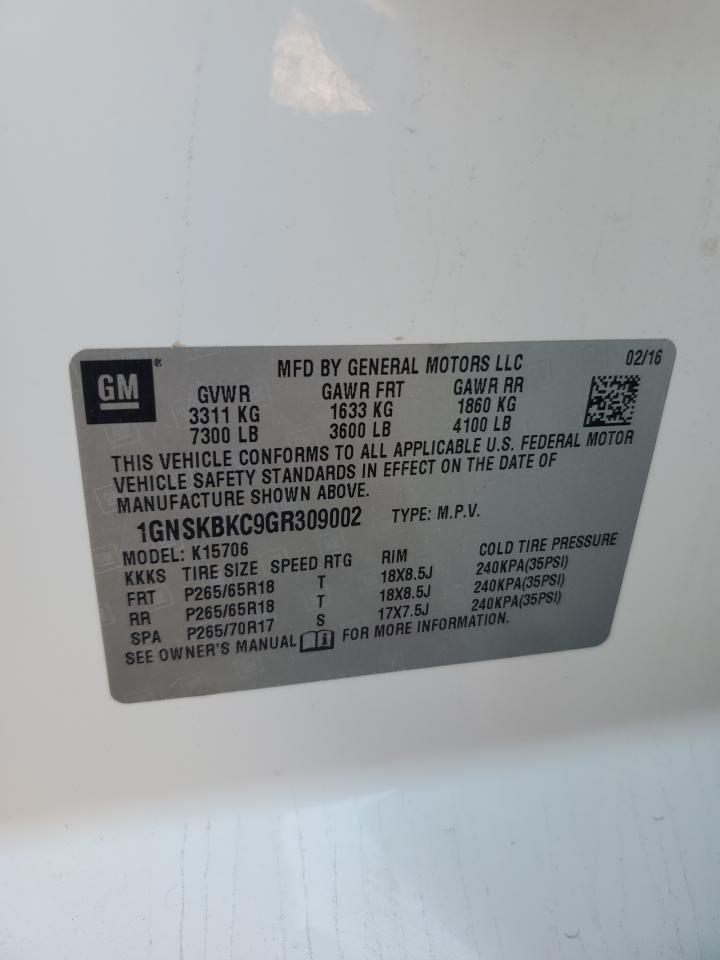 GM ®
MFD BY GENERAL MOTORS LLC 02/16
GVWR GAWR FRT GAWR RR
3311 KG 1633 KG 1860 KG
7300 LB 3600 LB 4100 LB
THIS VEHICLE CONFORMS TO ALL APPLICABLE U.S. FEDERAL MOTOR
VEHICLE SAFETY STANDARDS IN EFFECT ON THE DATE OF
MANUFACTURE SHOWN ABOVE.
1GNSKBKC9GR309002 TYPE: M.P.V.
MODEL: K15706
KKKS TIRE SIZE SPEED RTG RIM COLD TIRE PRESSURE
FRT P265/65R18 T 18X8.5J 240KPA(35PSI)
RR P265/65R18 T 18X8.5J 240KPA(35PSI)
SPA P265/70R17 S 17X7.5J 240KPA(35PSI)
SEE OWNER'S MANUAL i FOR MORE INFORMATION.